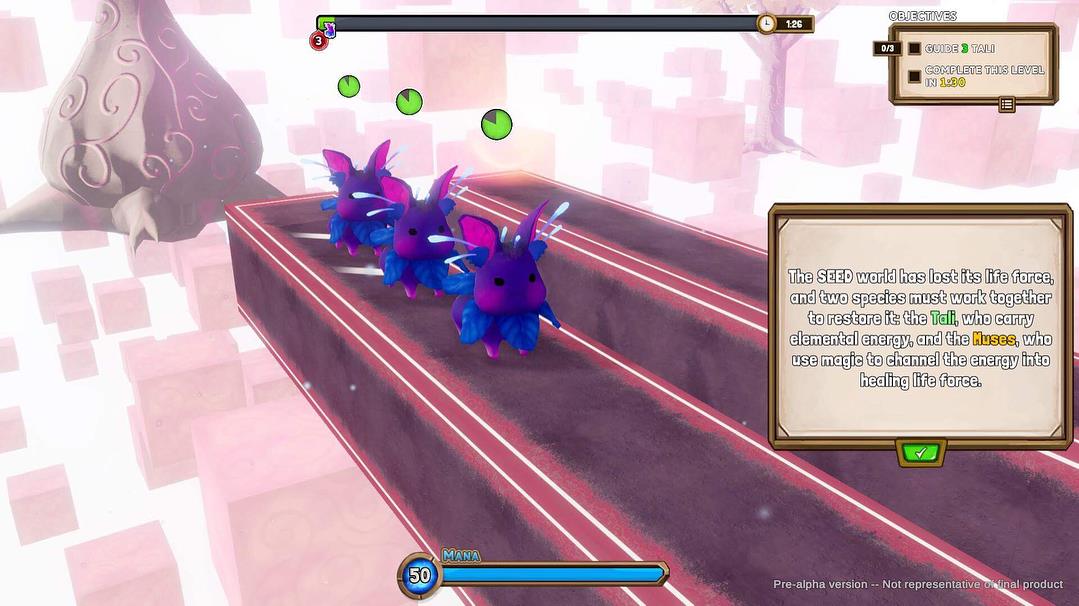 OBJECTIVES
3
1:26
0/3
GUIDE 3 TALI
COMPLETE THIS LEVEL
IN 1:30
The SEED world has lost its life force,
and two species must work together
to restore it: the Tali, who carry
elemental energy, and the Muses, who
use magic to channel the energy into
healing life force.
MANA
50
Pre-alpha version -- Not representative of final product